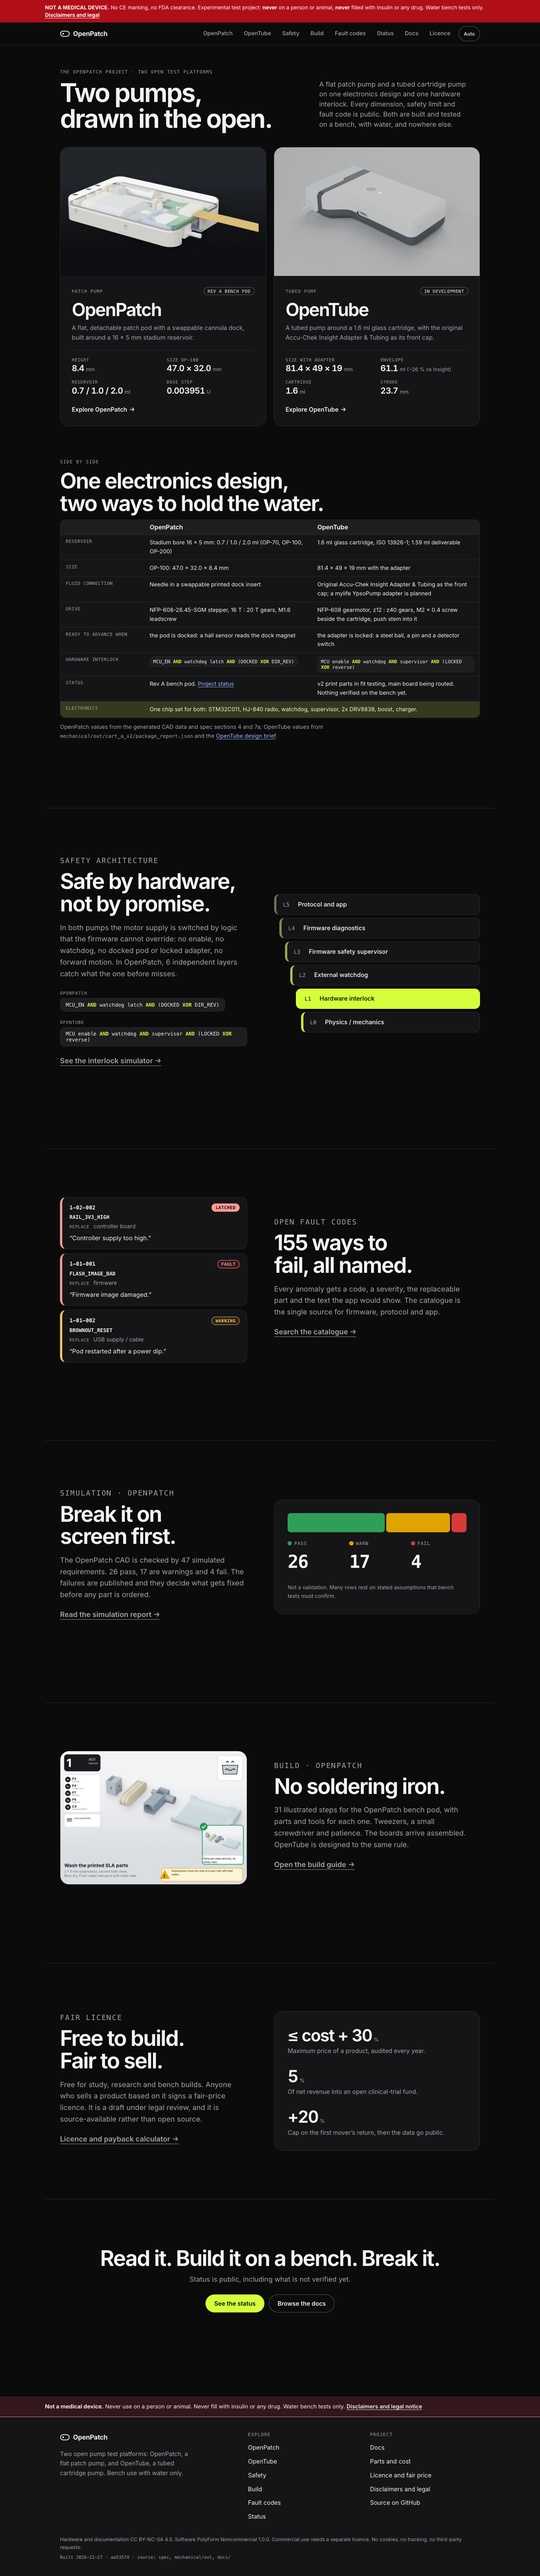 NOT A MEDICAL DEVICE. No CE marking, no FDA clearance. Experimental test project: never on a person or animal, never filled with insulin or any drug. Water bench tests only.
Disclaimers and legal
OpenPatch
OpenPatch OpenTube Safety Build Fault codes Status Docs Licence Auto
THE OPENPATCH PROJECT · TWO OPEN TEST PLATFORMS
Two pumps,
drawn in the open.
A flat patch pump and a tubed cartridge pump
on one electronics design and one hardware
interlock. Every dimension, safety limit and
fault code is public. Both are built and tested
on a bench, with water, and nowhere else.
PATCH PUMP
REV A BENCH POD
OpenPatch
A flat, detachable patch pod with a swappable cannula dock,
built around a 16 × 5 mm stadium reservoir.
HEIGHT
8.4 mm
SIZE OP-100
47.0 × 32.0 mm
RESERVOIR
0.7 / 1.0 / 2.0 ml
DOSE STEP
0.003951 U
Explore OpenPatch →
TUBED PUMP
IN DEVELOPMENT
OpenTube
A tubed pump around a 1.6 ml glass cartridge, with the original
Accu-Chek Insight Adapter & Tubing as its front cap.
SIZE WITH ADAPTER
81.4 × 49 × 19 mm
ENVELOPE
61.1 ml (−26 % vs Insight)
CARTRIDGE
1.6 ml
STROKE
23.7 mm
Explore OpenTube →
SIDE BY SIDE
One electronics design,
two ways to hold the water.
OpenPatch OpenTube
RESERVOIR
Stadium bore 16 × 5 mm: 0.7 / 1.0 / 2.0 ml (OP-70, OP-100,
OP-200)
1.6 ml glass cartridge, ISO 13926-1; 1.59 ml deliverable
SIZE
OP-100: 47.0 × 32.0 × 8.4 mm
81.4 × 49 × 19 mm with the adapter
FLUID CONNECTION
Needle in a swappable printed dock insert
Original Accu-Chek Insight Adapter & Tubing as the front
cap; a mylife YpsoPump adapter is planned
DRIVE
NFP-608-26.45-SGM stepper, 16 T : 20 T gears, M1.6
leadscrew
NFP-608 gearmotor, z12 : z40 gears, M2 × 0.4 screw
beside the cartridge, push stem into it
READY TO ADVANCE WHEN
the pod is docked: a hall sensor reads the dock magnet
the adapter is locked: a steel ball, a pin and a detector
switch
HARDWARE INTERLOCK
MCU_EN AND watchdog latch AND (DOCKED XOR DIR_REV)
MCU enable AND watchdog AND supervisor AND (LOCKED
XOR reverse)
STATUS
Rev A bench pod. Project status
v2 print parts in fit testing, main board being routed.
Nothing verified on the bench yet.
ELECTRONICS
One chip set for both: STM32C011, HJ-840 radio, watchdog, supervisor, 2x DRV8838, boost, charger.
OpenPatch values from the generated CAD data and spec sections 4 and 7a; OpenTube values from
mechanical/out/cart_a_v2/package_report.json and the OpenTube design brief.
SAFETY ARCHITECTURE
Safe by hardware,
not by promise.
In both pumps the motor supply is switched by logic
that the firmware cannot override: no enable, no
watchdog, no docked pod or locked adapter, no
forward motion. In OpenPatch, 6 independent layers
catch what the one before misses.
OPENPATCH
MCU_EN AND watchdog latch AND (DOCKED XOR DIR_REV)
OPENTUBE
MCU enable AND watchdog AND supervisor AND (LOCKED XOR
reverse)
See the interlock simulator →
L5 Protocol and app
L4 Firmware diagnostics
L3 Firmware safety supervisor
L2 External watchdog
L1 Hardware interlock
L0 Physics / mechanics
1-02-002
LATCHED
RAIL_3V3_HIGH
REPLACE controller board
"Controller supply too high."
1-01-001
FAULT
FLASH_IMAGE_BAD
REPLACE firmware
"Firmware image damaged."
1-01-002
WARNING
BROWNOUT_RESET
REPLACE USB supply / cable
"Pod restarted after a power dip."
OPEN FAULT CODES
155 ways to
fail, all named.
Every anomaly gets a code, a severity, the replaceable
part and the text the app would show. The catalogue is
the single source for firmware, protocol and app.
Search the catalogue →
SIMULATION · OPENPATCH
Break it on
screen first.
The OpenPatch CAD is checked by 47 simulated
requirements. 26 pass, 17 are warnings and 4 fail. The
failures are published and they decide what gets fixed
before any part is ordered.
Read the simulation report →
PASS WARN FAIL
26 17 4
Not a validation. Many rows rest on stated assumptions that bench
tests must confirm.
1
Wash the printed SLA parts
BUILD · OPENPATCH
No soldering iron.
31 illustrated steps for the OpenPatch bench pod, with
parts and tools for each one. Tweezers, a small
screwdriver and patience. The boards arrive assembled.
OpenTube is designed to the same rule.
Open the build guide →
FAIR LICENCE
Free to build.
Fair to sell.
Free for study, research and bench builds. Anyone
who sells a product based on it signs a fair-price
licence. It is a draft under legal review, and it is
source-available rather than open source.
Licence and payback calculator →
≤ cost + 30 %
Maximum price of a product, audited every year.
5 %
Of net revenue into an open clinical-trial fund.
+20 %
Cap on the first mover's return, then the data go public.
Read it. Build it on a bench. Break it.
Status is public, including what is not verified yet.
See the status
Browse the docs
Not a medical device. Never use on a person or animal. Never fill with insulin or any drug. Water bench tests only. Disclaimers and legal notice
OpenPatch
Two open pump test platforms: OpenPatch, a
flat patch pump, and OpenTube, a tubed
cartridge pump. Bench use with water only.
EXPLORE
OpenPatch
OpenTube
Safety
Build
Fault codes
Status
PROJECT
Docs
Parts and cost
Licence and fair price
Disclaimers and legal
Source on GitHub
Hardware and documentation CC BY-NC-SA 4.0. Software PolyForm Noncommercial 1.0.0. Commercial use needs a separate licence. No cookies, no tracking, no third-party
requests.